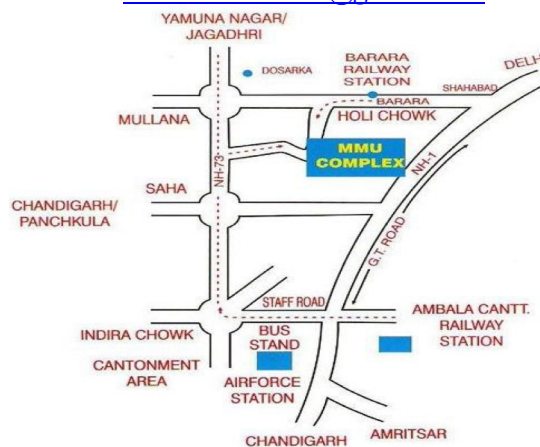 YAMUNA NAGAR/
JAGADHRI
DOSARKA
BARARA
RAILWAY
STATION
DELHI
SHAHABAD
BARARA
MULLANA
HOLI CHOWK
MMU
COMPLEX
NH-73
NH-1
SAHA
CHANDIGARH/
PANCHKULA
G.T. ROAD
STAFF ROAD
AMBALA CANTT.
RAILWAY
STATION
INDIRA CHOWK
BUS
STAND
CANTONMENT
AREA
AIRFORCE
STATION
CHANDIGARH
AMRITSAR